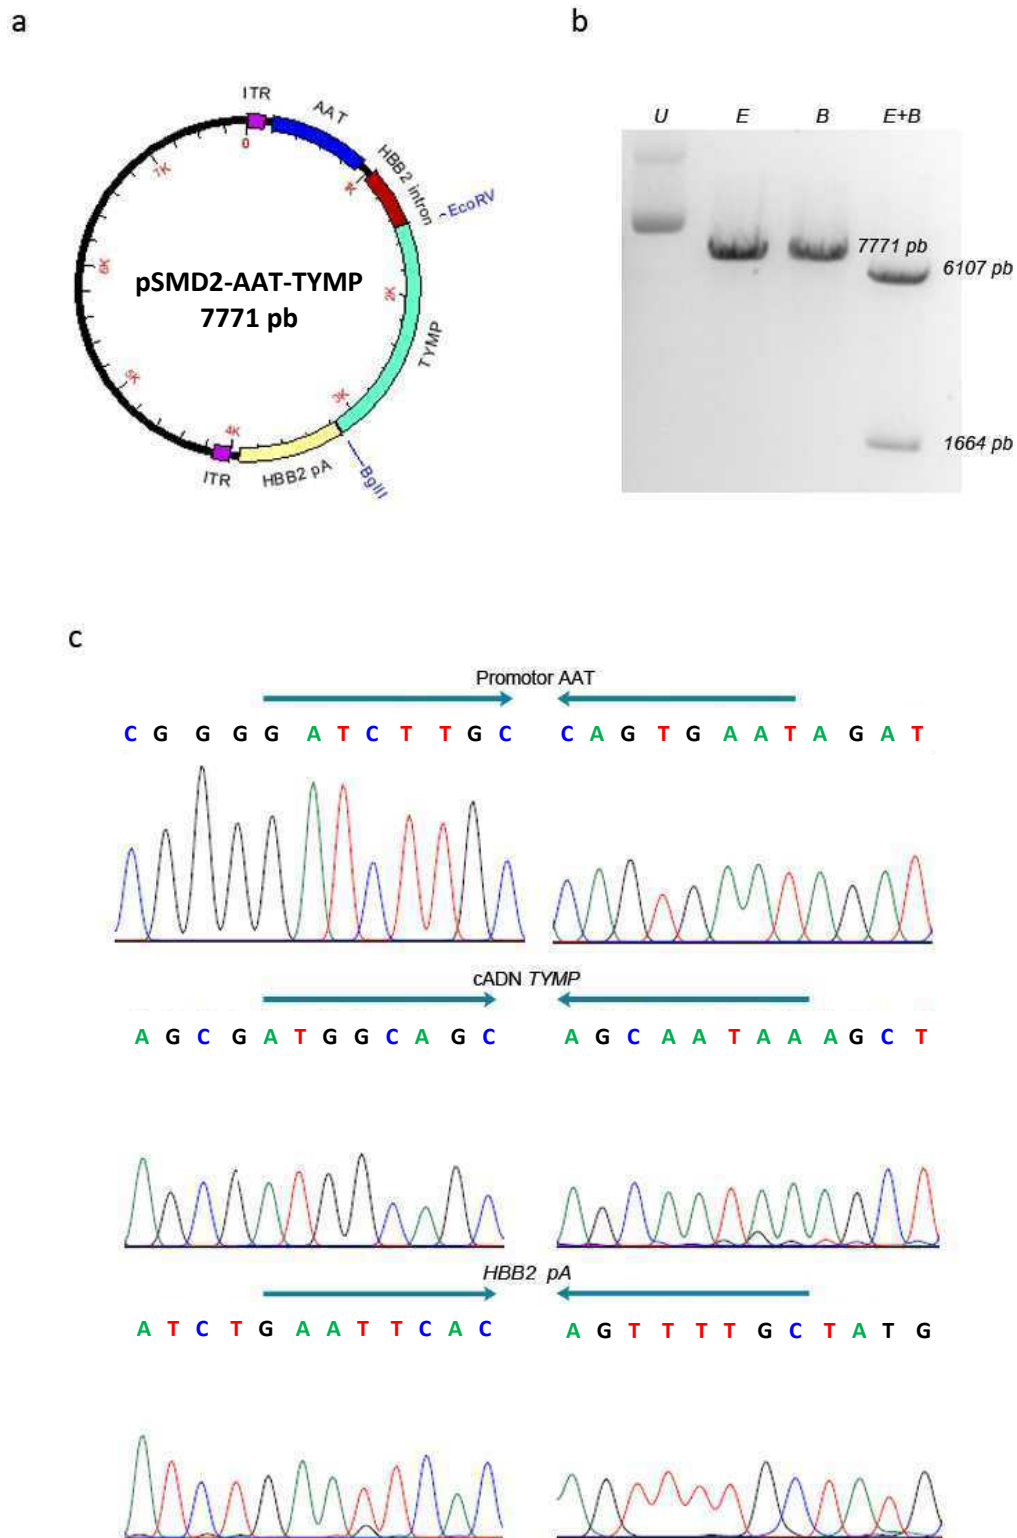 a
b
ITR
AAT
HBB2 intron
EcoRV
TYMP
BglII
HBB2 pA
ITR
0
1K
2K
3K
4K
5K
6K
7K
pSMD2-AAT-TYMP
7771 pb
U E B E+B
7771 pb
6107 pb
1664 pb
c
Promotor AAT
C G G G G A T C T T G C C A G T G A A T A G A T
cADN TYMP
A G C G A T G G C A G C A G C A A T A A A G C T
HBB2 pA
A T C T G A A T T C A C A G T T T T G C T A T G